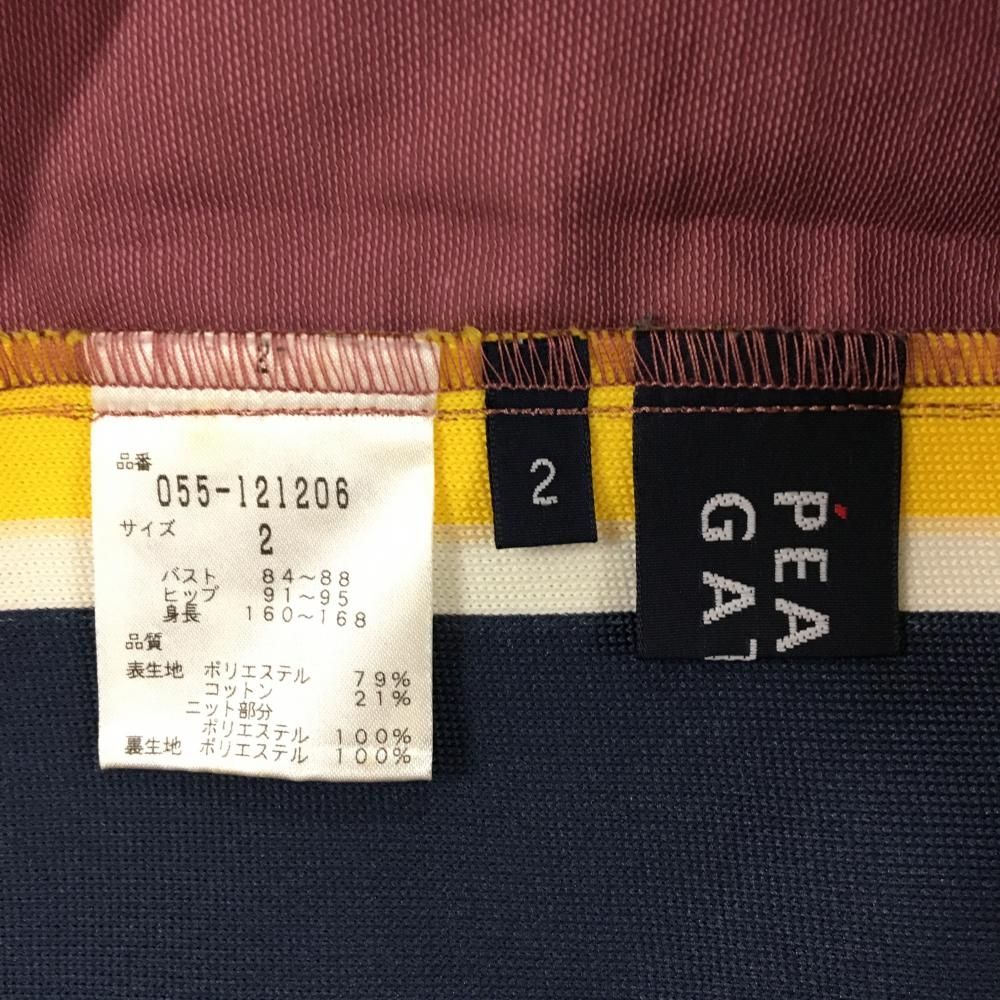 品番
055-121206
サイズ
2
バスト 84～88
ヒップ 91～95
身長 160～168
品質
表生地 ポリエステル 79%
コットン 21%
ニット部分
ポリエステル 100%
裏生地 ポリエステル 100%
2
PEA
GAT